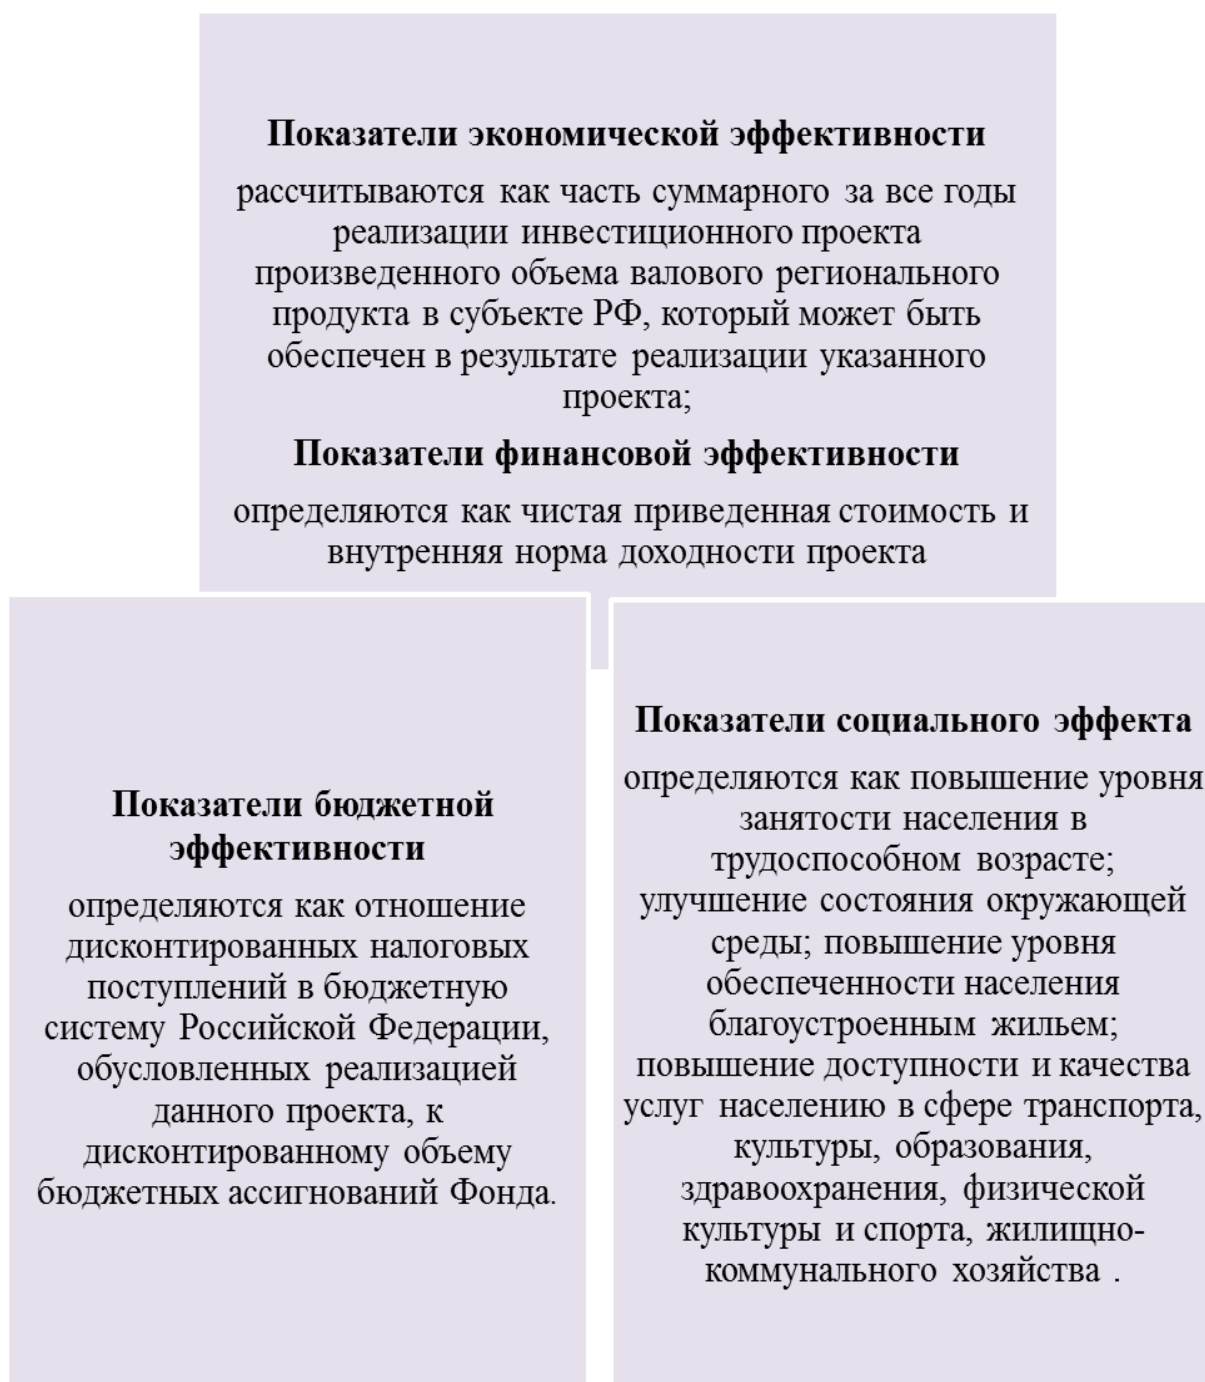 Показатели экономической эффективности
рассчитываются как часть суммарного за все годы
реализации инвестиционного проекта
произведенного объема валового регионального
продукта в субъекте РФ, который может быть
обеспечен в результате реализации указанного
проекта;
Показатели финансовой эффективности
определяются как чистая приведенная стоимость и
внутренняя норма доходности проекта
Показатели бюджетной
эффективности
определяются как отношение
дисконтированных налоговых
поступлений в бюджетную
систему Российской Федерации,
обусловленных реализацией
данного проекта, к
дисконтированному объему
бюджетных ассигнований Фонда.
Показатели социального эффекта
определяются как повышение уровня
занятости населения в
трудоспособном возрасте;
улучшение состояния окружающей
среды; повышение уровня
обеспеченности населения
благоустроенным жильем;
повышение доступности и качества
услуг населению в сфере транспорта,
культуры, образования,
здравоохранения, физической
культуры и спорта, жилищно-
коммунального хозяйства .